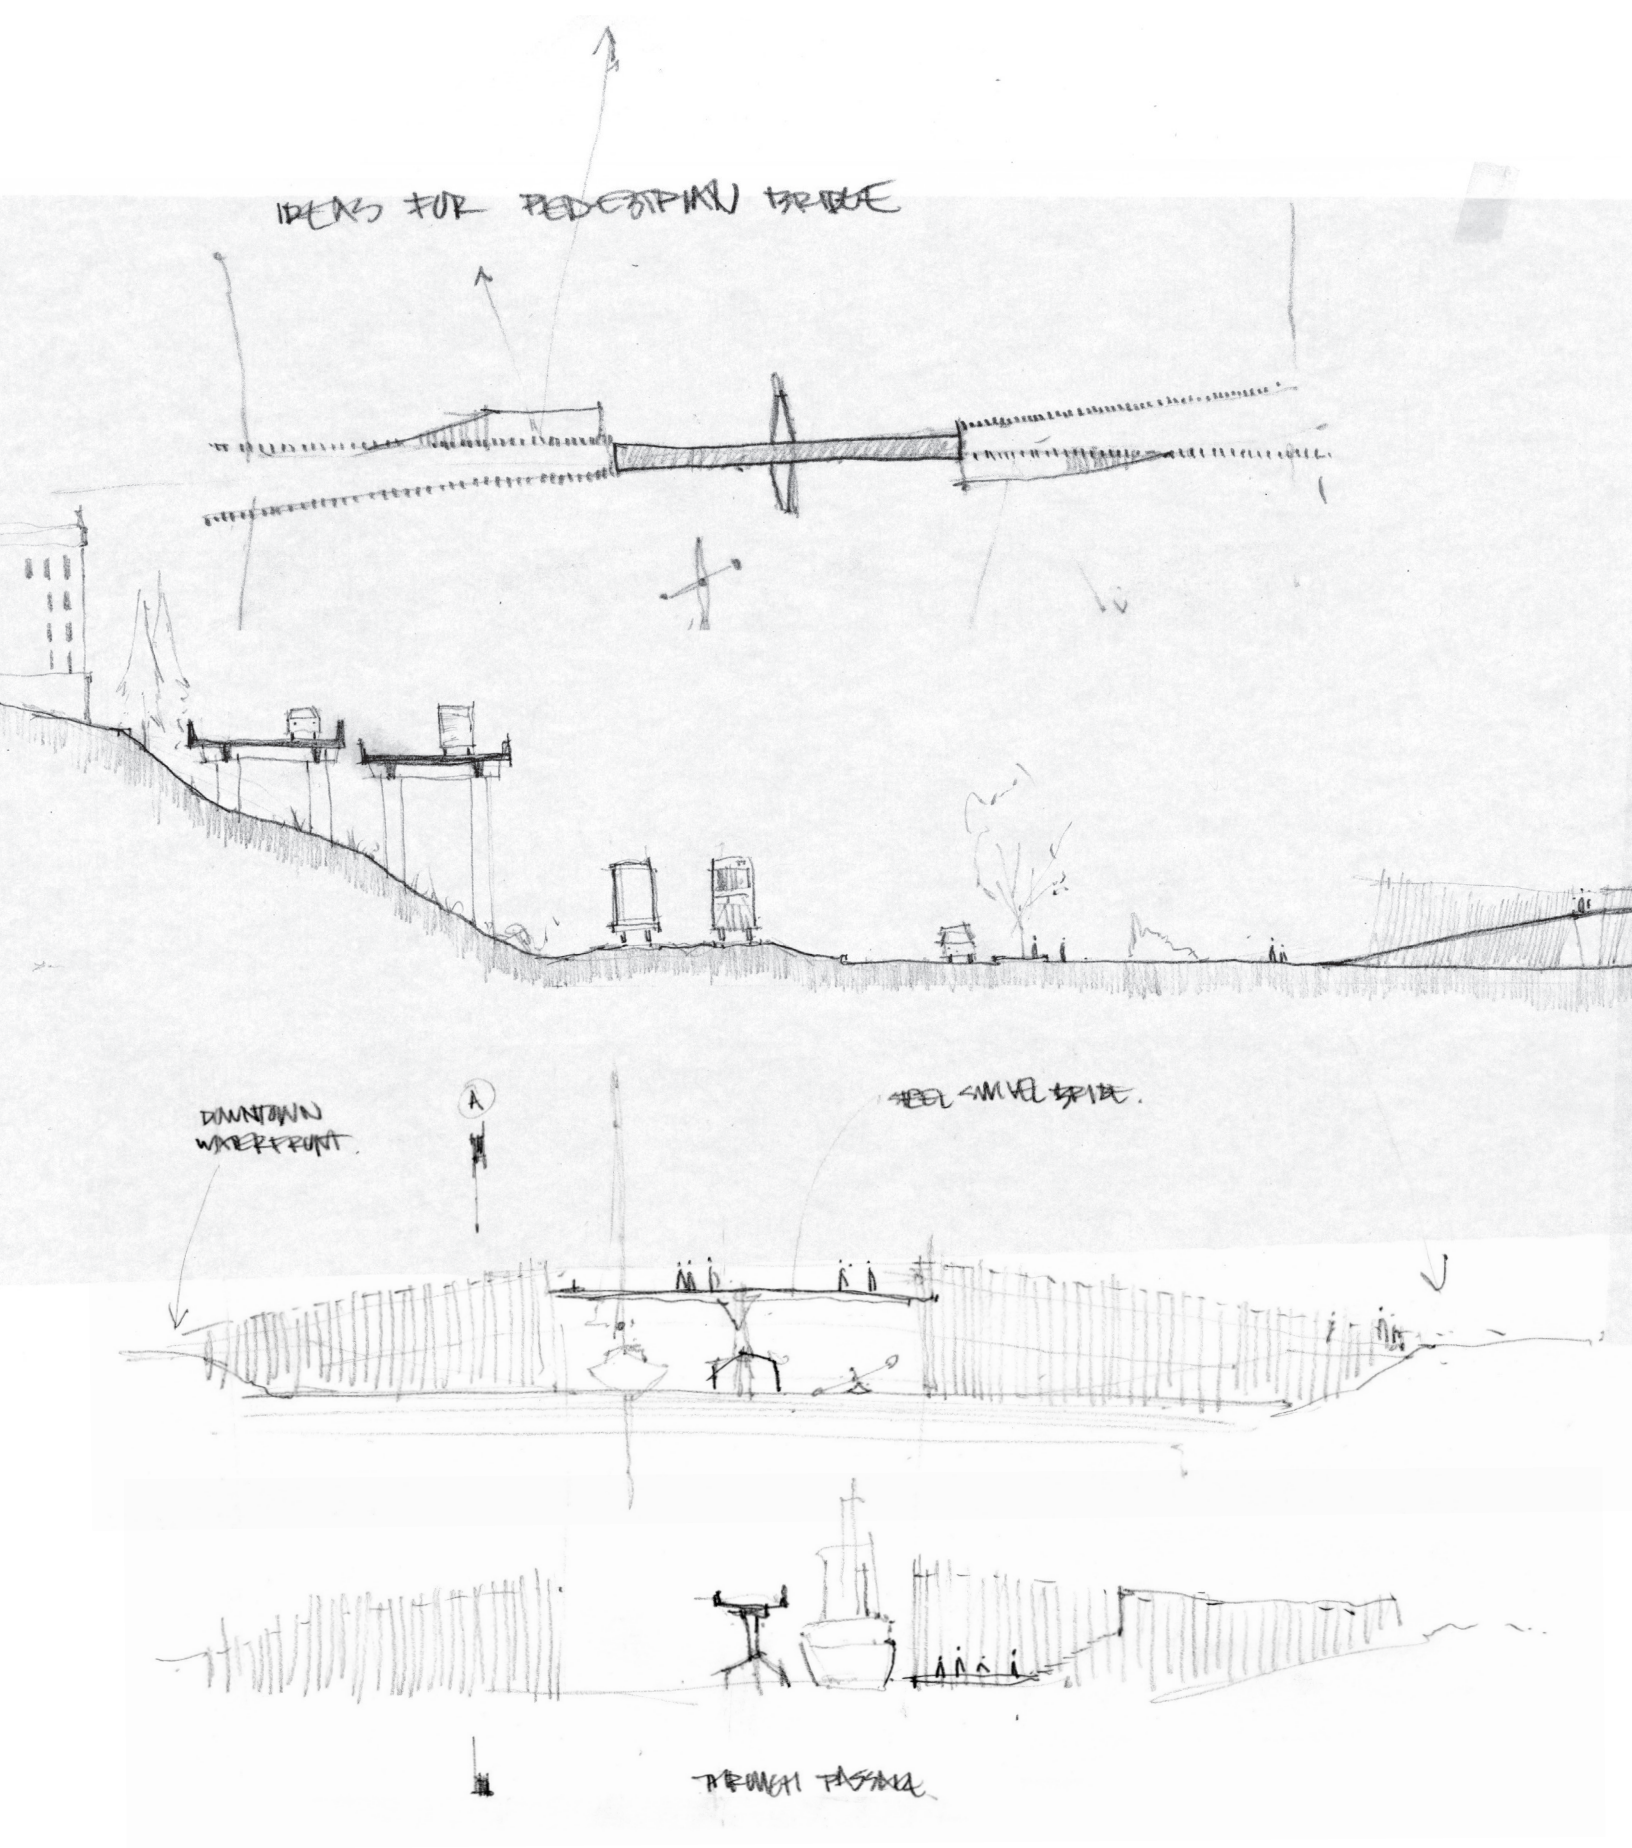 IDEAS FOR PEDESTRIAN BRIDGE
DOWNTOWN
WATERFRONT.
A
STEEL SWIVEL BRIDGE.
THROUGH PASSAGE